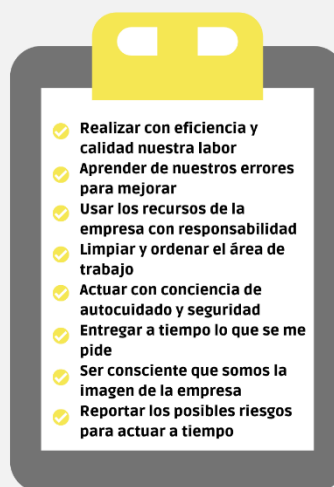 Realizar con eficiencia y
calidad nuestra labor
Aprender de nuestros errores
para mejorar
Usar los recursos de la
empresa con responsabilidad
Limpiar y ordenar el área de
trabajo
Actuar con conciencia de
autocuidado y seguridad
Entregar a tiempo lo que se me
pide
Ser consciente que somos la
imagen de la empresa
Reportar los posibles riesgos
para actuar a tiempo